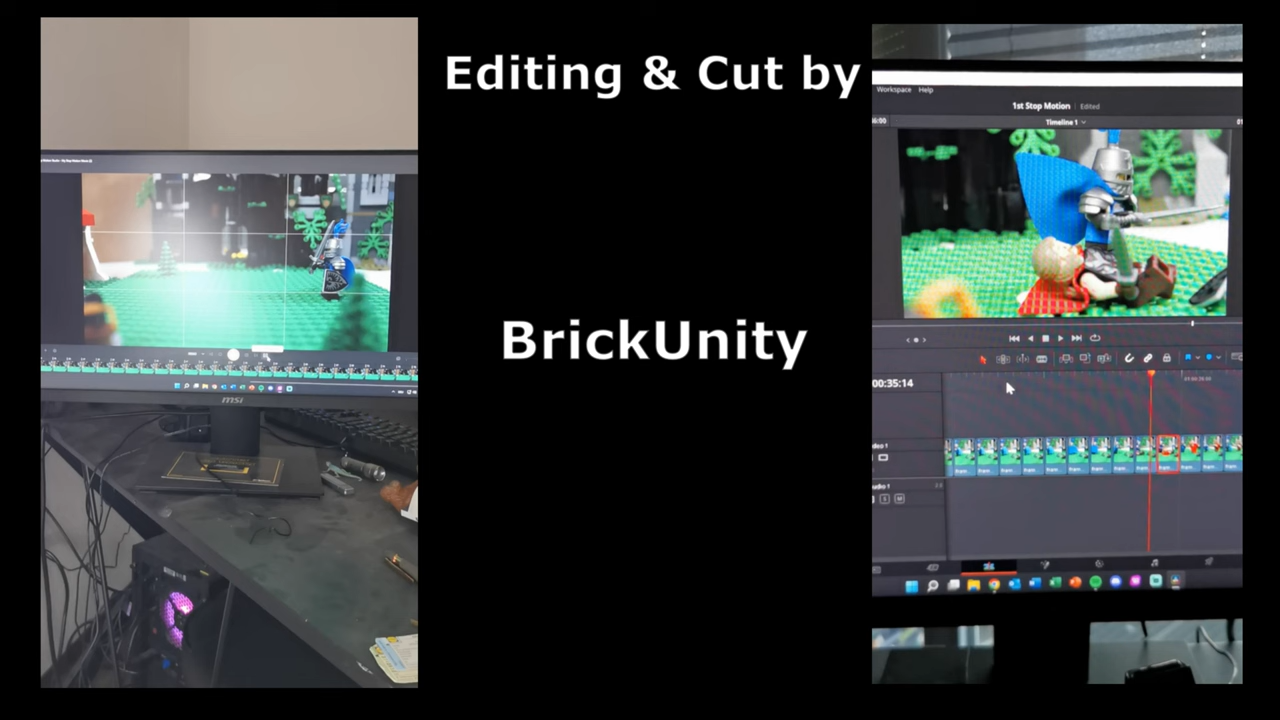 Editing & Cut by
BrickUnity
msi
Workspace Help
1st Stop Motion Edited
Timeline 1
00:35:14